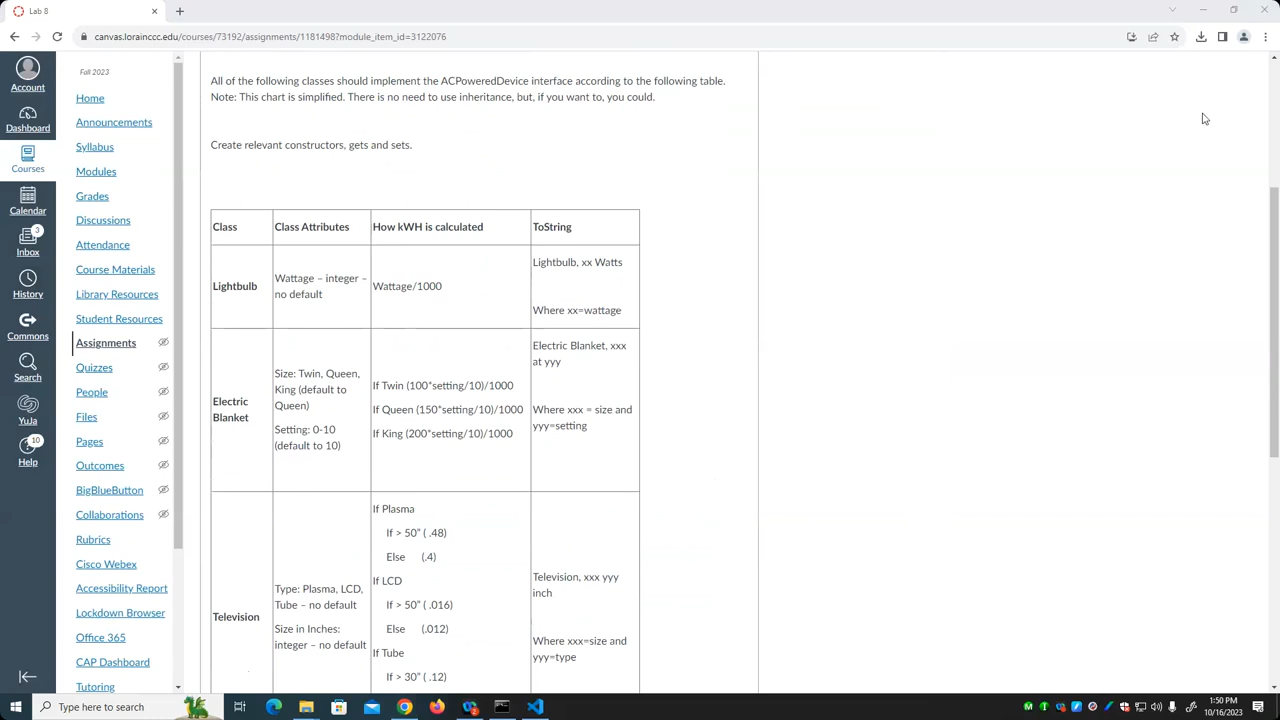 Lab 8
canvas.lorainccc.edu/courses/73192/assignments/1181498?module_item_id=3122076
Account
Dashboard
Courses
Calendar
3
Inbox
History
Commons
Search
YuJa
10
Help
Fall 2023
Home
Announcements
Syllabus
Modules
Grades
Discussions
Attendance
Course Materials
Library Resources
Student Resources
Assignments
Quizzes
People
Files
Pages
Outcomes
BigBlueButton
Collaborations
Rubrics
Cisco Webex
Accessibility Report
Lockdown Browser
Office 365
CAP Dashboard
Tutoring
All of the following classes should implement the ACPoweredDevice interface according to the following table.
Note: This chart is simplified. There is no need to use inheritance, but, if you want to, you could.
Create relevant constructors, gets and sets.
Class
Class Attributes
How kWH is calculated
ToString
Lightbulb
Wattage – integer –
no default
Wattage/1000
Lightbulb, xx Watts
Where xx=wattage
Electric
Blanket
Size: Twin, Queen,
King (default to
Queen)
Setting: 0-10
(default to 10)
If Twin (100*setting/10)/1000
If Queen (150*setting/10)/1000
If King (200*setting/10)/1000
Electric Blanket, xxx
at yyy
Where xxx = size and
yyy=setting
Television
Type: Plasma, LCD,
Tube – no default
Size in Inches:
integer – no default
If Plasma
If > 50” ( .48)
Else (.4)
If LCD
If > 50” ( .016)
Else (.012)
If Tube
If > 30” ( .12)
Television, xxx yyy
inch
Where xxx=size and
yyy=type
Type here to search
1:50 PM
10/16/2023